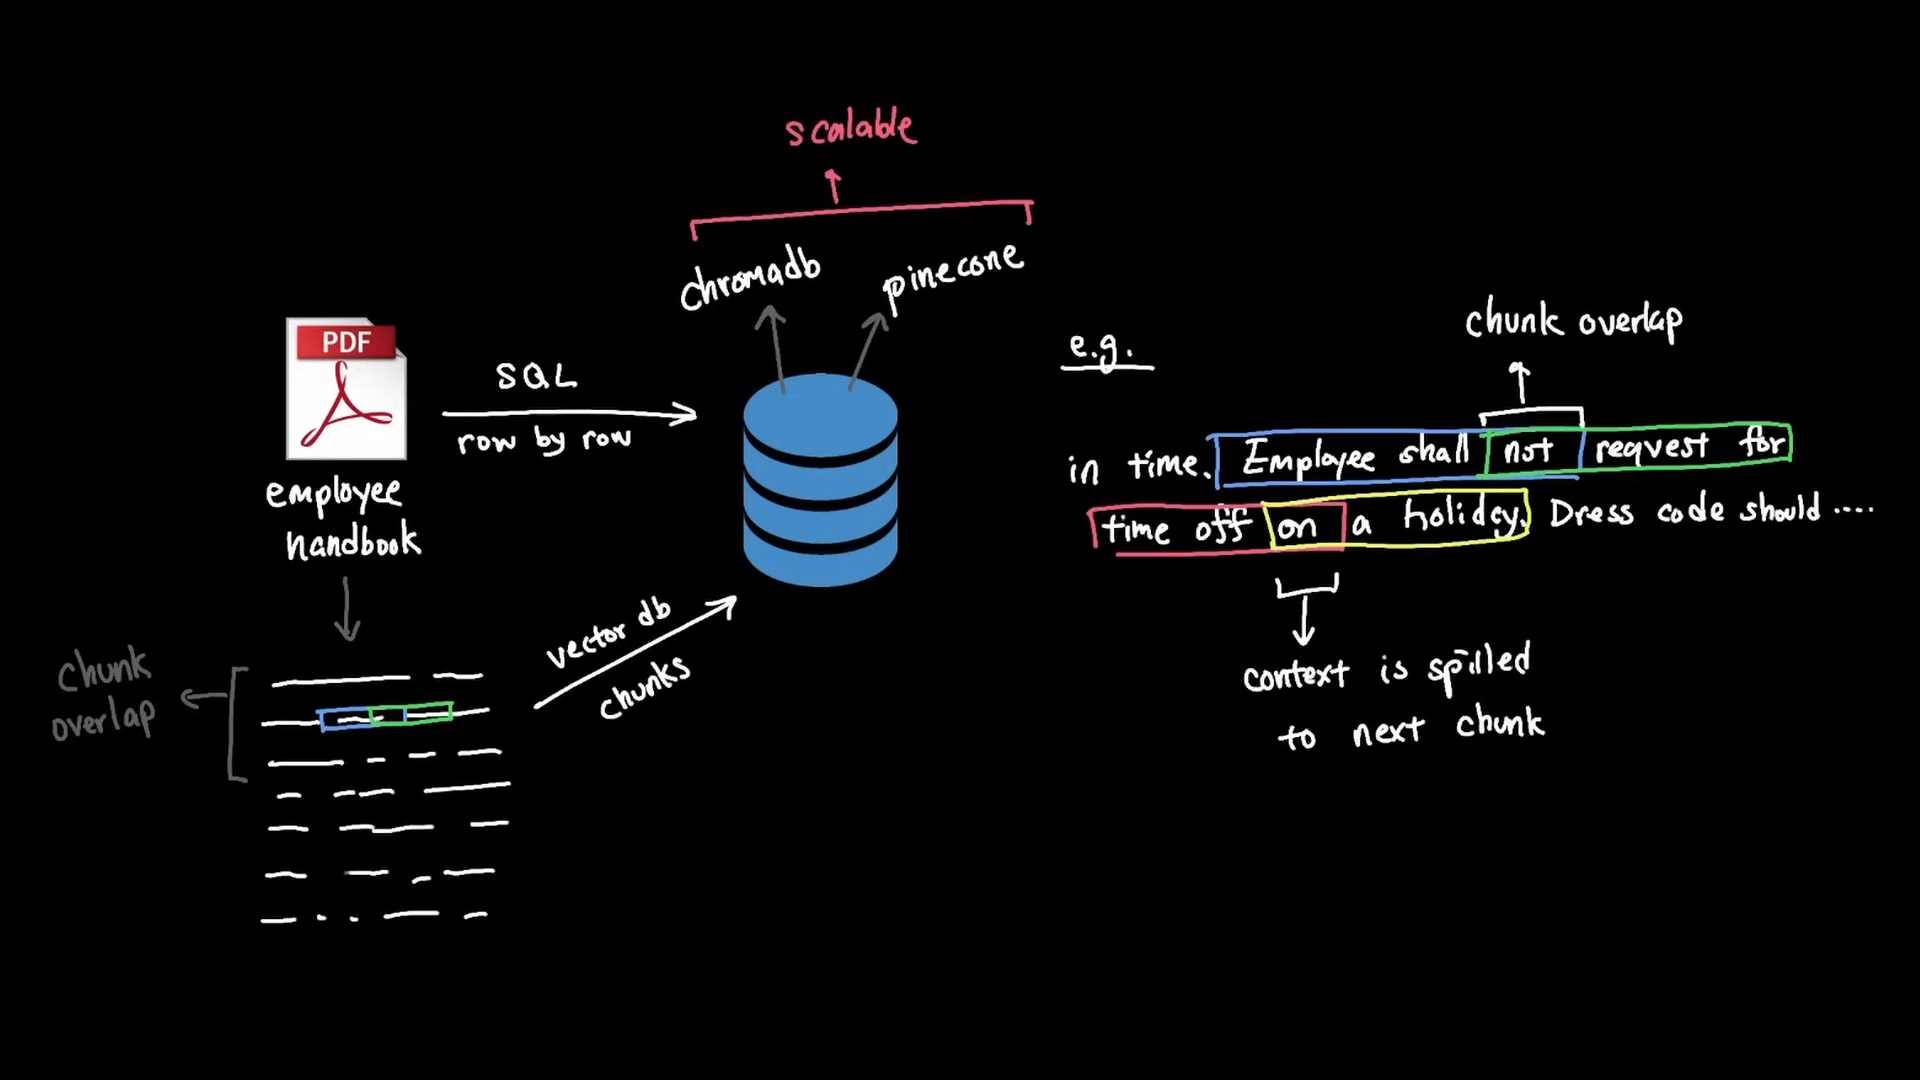 scalable
chromadb
pinecone
PDF
SQL
row by row
employee
handbook
chunk
overlap
vector db
chunks
e.g.
chunk overlap
in time. Employee shall not request for
time off on a holiday. Dress code should ....
context is spilled
to next chunk